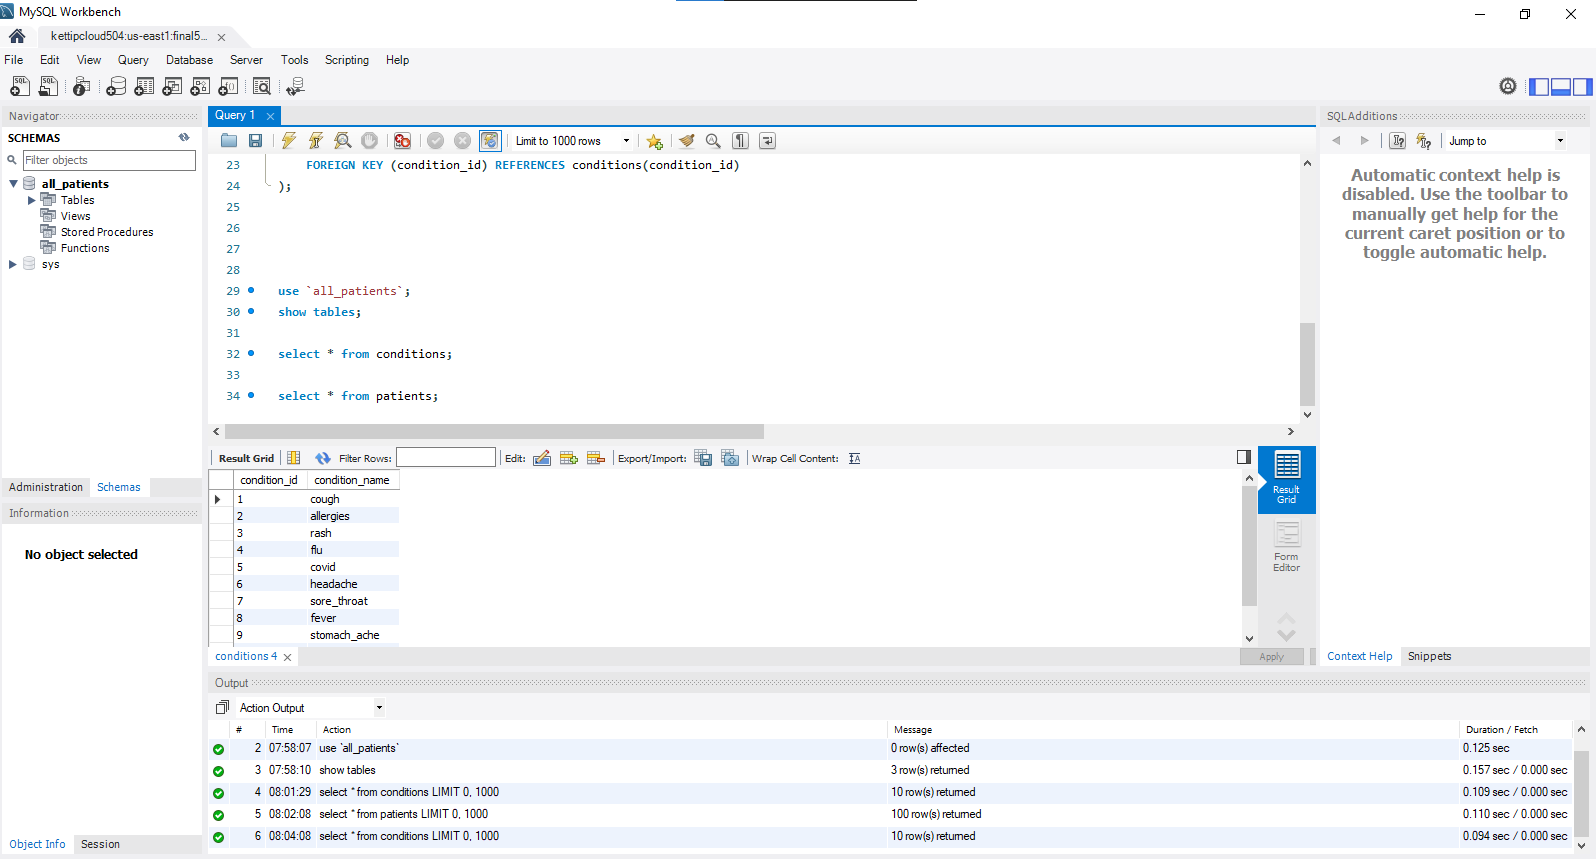 MySQL Workbench
kettipcloud504:us-east1:final5...
File Edit View Query Database Server Tools Scripting Help
Navigator
SCHEMAS
Filter objects
all_patients
Tables
Views
Stored Procedures
Functions
sys
Administration Schemas
Information
No object selected
Object Info Session
Query 1
Limit to 1000 rows
23 FOREIGN KEY (condition_id) REFERENCES conditions(condition_id)
24 );
25
26
27
28
29 use `all_patients`;
30 show tables;
31
32 select * from conditions;
33
34 select * from patients;
Result Grid Filter Rows: Edit: Export/Import: Wrap Cell Content:
condition_id condition_name
1 cough
2 allergies
3 rash
4 flu
5 covid
6 headache
7 sore_throat
8 fever
9 stomach_ache
Result
Grid
Form
Editor
conditions 4
Apply
Output
Action Output
# Time Action Message Duration / Fetch
2 07:58:07 use `all_patients` 0 row(s) affected 0.125 sec
3 07:58:10 show tables 3 row(s) returned 0.157 sec / 0.000 sec
4 08:01:29 select * from conditions LIMIT 0, 1000 10 row(s) returned 0.109 sec / 0.000 sec
5 08:02:08 select * from patients LIMIT 0, 1000 100 row(s) returned 0.110 sec / 0.000 sec
6 08:04:08 select * from conditions LIMIT 0, 1000 10 row(s) returned 0.094 sec / 0.000 sec
SQLAdditions
Jump to
Automatic context help is
disabled. Use the toolbar to
manually get help for the
current caret position or to
toggle automatic help.
Context Help Snippets